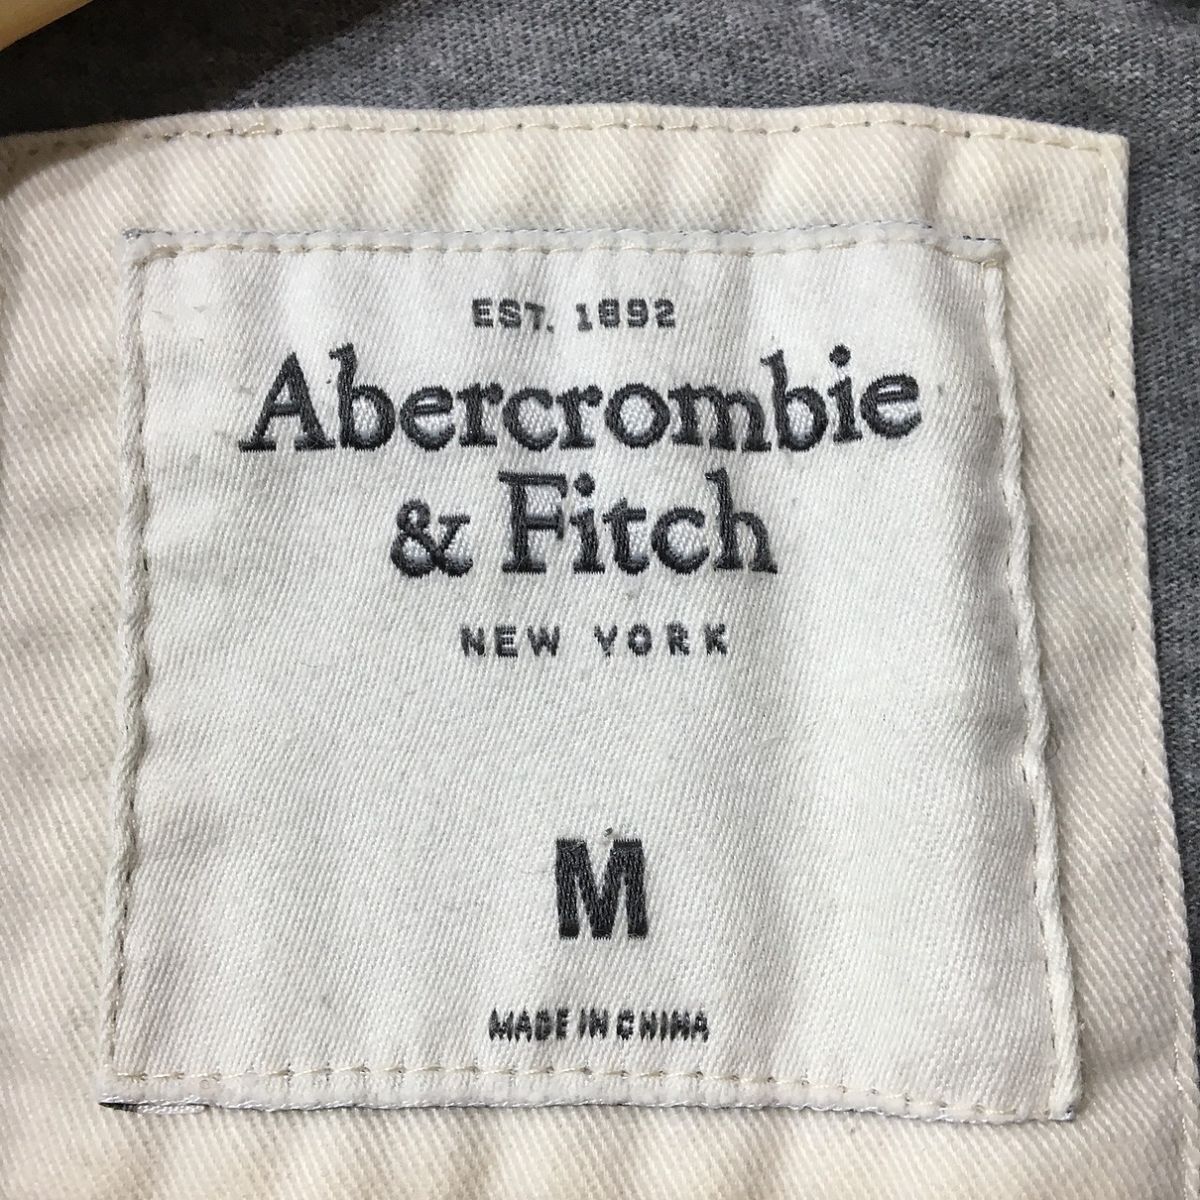 EST. 1892
Abercrombie
& Fitch
NEW YORK
M
MADE IN CHINA